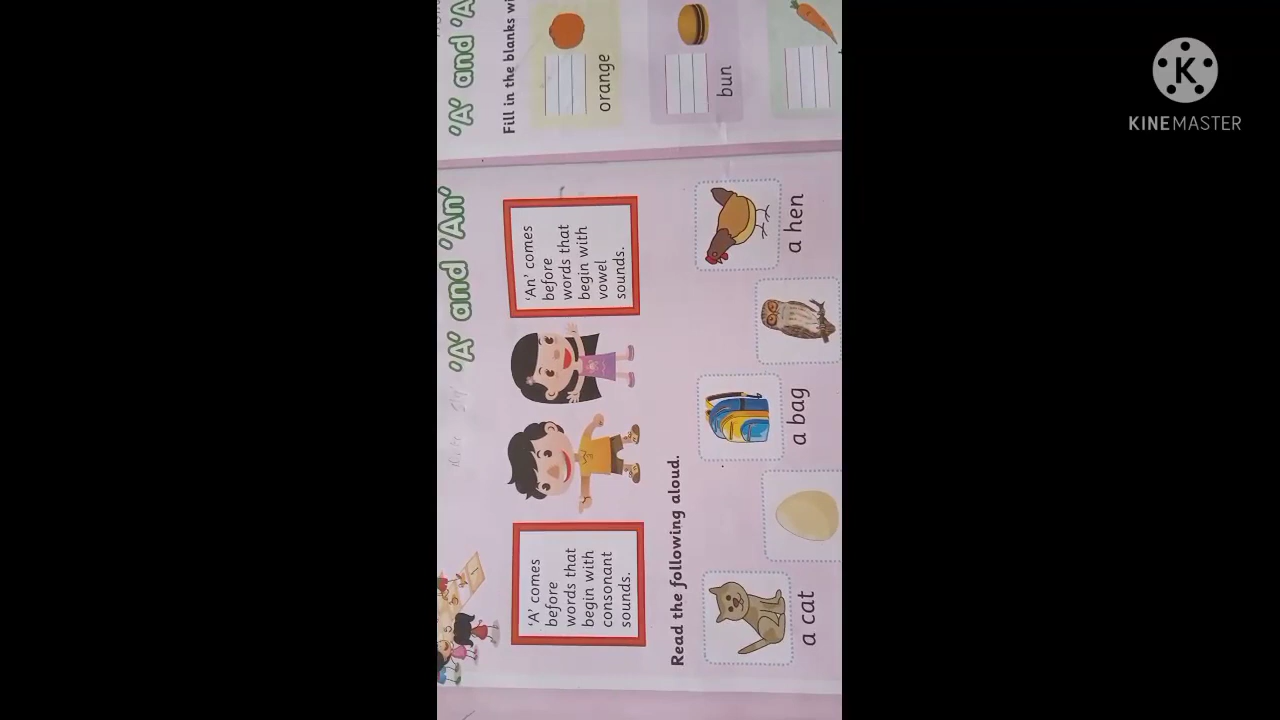 'A' and 'An'
'A' comes
before
words that
begin with
consonant
sounds.
'An' comes
before
words that
begin with
vowel
sounds.
Read the following aloud.
a cat
a bag
a hen
'A' and 'A
Fill in the blanks wi
orange
bun
KINEMASTER